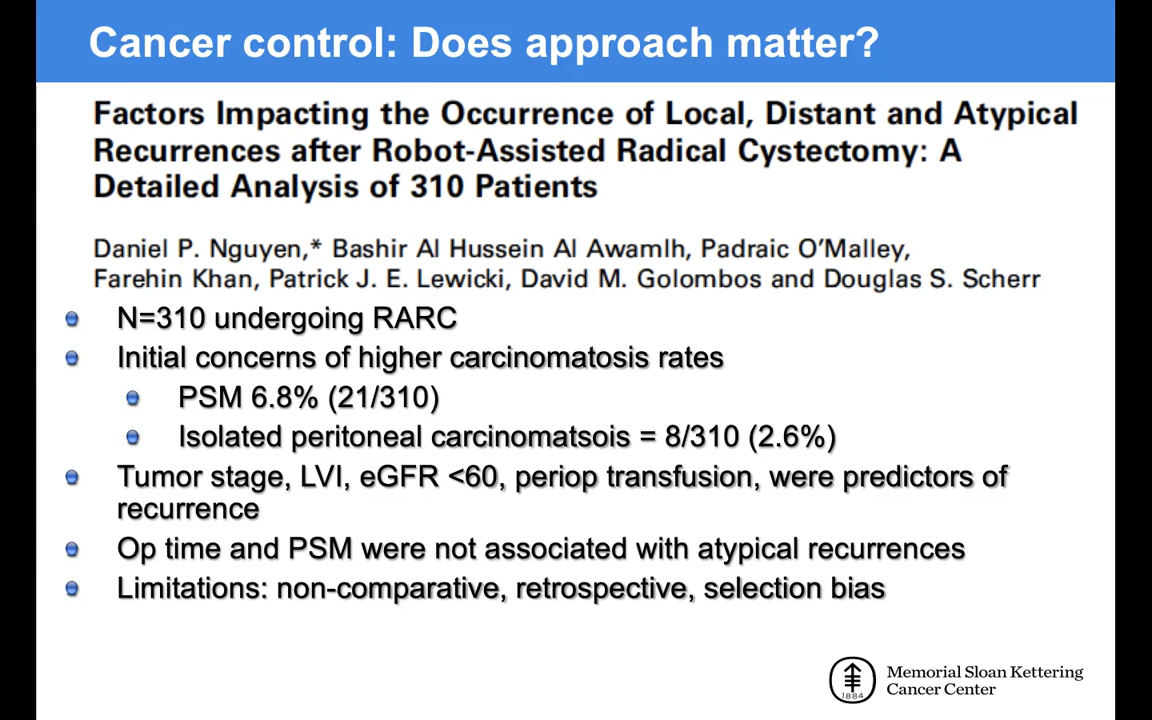 Cancer control: Does approach matter?
Factors Impacting the Occurrence of Local, Distant and Atypical
Recurrences after Robot-Assisted Radical Cystectomy: A
Detailed Analysis of 310 Patients
Daniel P. Nguyen,* Bashir Al Hussein Al Awamlh, Padraic O'Malley,
Farehin Khan, Patrick J. E. Lewicki, David M. Golombos and Douglas S. Scherr
N=310 undergoing RARC
Initial concerns of higher carcinomatosis rates
PSM 6.8% (21/310)
Isolated peritoneal carcinomatsois = 8/310 (2.6%)
Tumor stage, LVI, eGFR <60, periop transfusion, were predictors of
recurrence
Op time and PSM were not associated with atypical recurrences
Limitations: non-comparative, retrospective, selection bias
1884
Memorial Sloan Kettering
Cancer Center